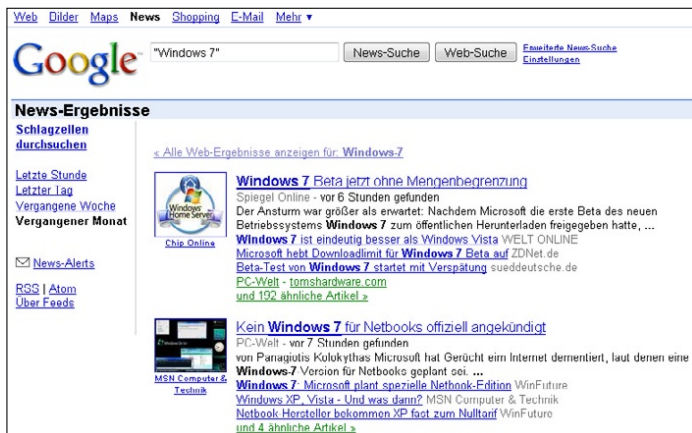 Web Bilder Maps News Shopping E-Mail Mehr ▼
Google
"Windows 7" News-Suche Web-Suche Erweiterte News-Suche
Einstellungen
News-Ergebnisse
Schlagzeilen
durchsuchen
Letzte Stunde
Letzter Tag
Vergangene Woche
Vergangener Monat
News-Alerts
RSS | Atom
Über Feeds
« Alle Web-Ergebnisse anzeigen für: Windows-7
Windows Home Server
Chip Online
Windows 7 Beta jetzt ohne Mengenbegrenzung
Spiegel Online - vor 6 Stunden gefunden
Der Ansturm war größer als erwartet: Nachdem Microsoft die erste Beta des neuen
Betriebssystems Windows 7 zum öffentlichen Herunterladen freigegeben hatte, ...
Windows 7 ist eindeutig besser als Windows Vista WELT ONLINE
Microsoft hebt Downloadlimit für Windows 7 Beta auf ZDNet.de
Beta-Test von Windows 7 startet mit Verspätung sueddeutsche.de
PC-Welt - tomshardware.com
und 192 ähnliche Artikel »
MSN Computer &
Technik
Kein Windows 7 für Netbooks offiziell angekündigt
PC-Welt - vor 7 Stunden gefunden
von Panagiotis Kolokythas Microsoft hat Gerücht eim Internet dementiert, laut denen eine
Windows-7-Version für Netbooks geplant sei. ...
Windows 7: Microsoft plant spezielle Netbook-Edition WinFuture
Windows XP, Vista - Und was dann? MSN Computer & Technik
Netbook Hersteller bekommen XP fast zum Nulltarif WinFuture
und 4 ähnliche Artikel »